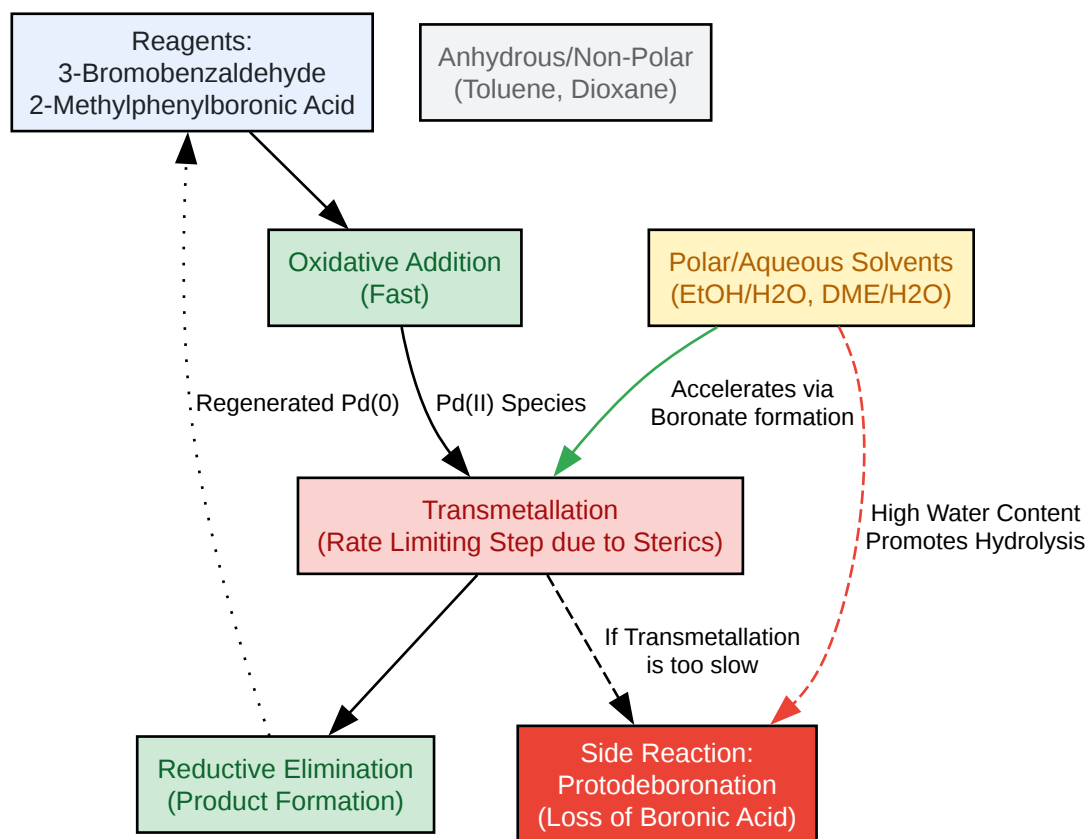 Reagents:
3-Bromobenzaldehyde
2-Methylphenylboronic Acid
Anhydrous/Non-Polar
(Toluene, Dioxane)
Oxidative Addition
(Fast)
Polar/Aqueous Solvents
(EtOH/H2O, DME/H2O)
Regenerated Pd(0)
Pd(II) Species
Accelerates via
Boronate formation
Transmetallation
(Rate Limiting Step due to Sterics)
High Water Content
Promotes Hydrolysis
If Transmetallation
is too slow
Reductive Elimination
(Product Formation)
Side Reaction:
Protodeboronation
(Loss of Boronic Acid)